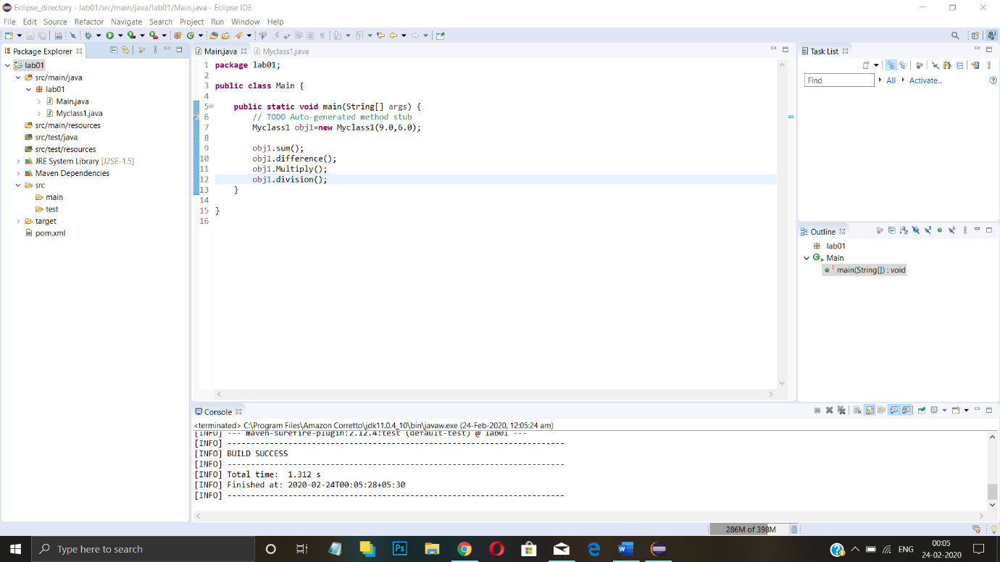 Eclipse_directory - lab01/src/main/java/lab01/Main.java - Eclipse IDE
File Edit Source Refactor Navigate Search Project Run Window Help
Package Explorer
lab01
src/main/java
lab01
Main.java
Myclass1.java
src/main/resources
src/test/java
src/test/resources
JRE System Library [J2SE-1.5]
Maven Dependencies
src
main
test
target
pom.xml
Main.java Myclass1.java
1 package lab01;
2
3 public class Main {
4
5 public static void main(String[] args) {
6 // TODO Auto-generated method stub
7 Myclass1 obj1=new Myclass1(9.0,6.0);
8
9 obj1.sum();
10 obj1.difference();
11 obj1.Multiply();
12 obj1.division();
13 }
14
15 }
16
Task List
Find All Activate...
Outline
lab01
Main
main(String[]) : void
Console
<terminated> C:\Program Files\Amazon Corretto\jdk11.0.4_10\bin\javaw.exe (24-Feb-2020, 12:05:24 am)
[INFO] --- maven-surefire-plugin:2.12.4:test (default-test) @ lab01 ---
[INFO] ------------------------------------------------------------------------
[INFO] BUILD SUCCESS
[INFO] ------------------------------------------------------------------------
[INFO] Total time:  1.312 s
[INFO] Finished at: 2020-02-24T00:05:28+05:30
[INFO] ------------------------------------------------------------------------
286M of 398M
Type here to search
Ps
ENG
00:05
24-02-2020